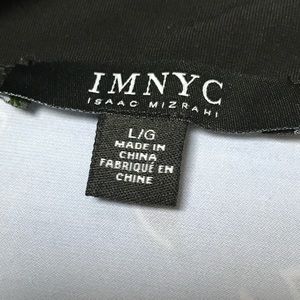 IMNYC
ISAAC MIZRAHI
L/G
MADE IN
CHINA
FABRIQUÉ EN
CHINE